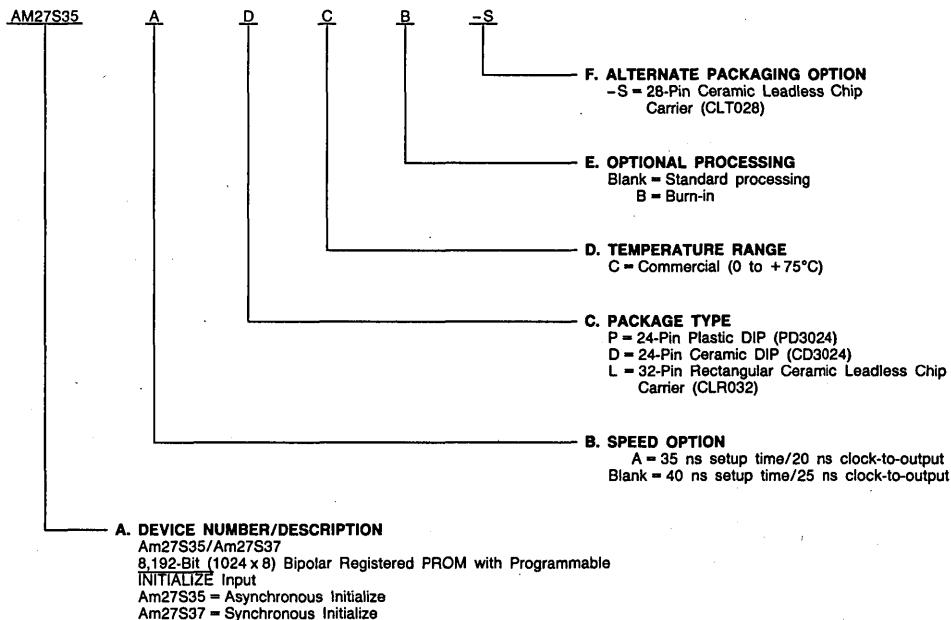 AM27S35 A D C B -S
F. ALTERNATE PACKAGING OPTION
-S = 28-Pin Ceramic Leadless Chip
Carrier (CLT028)
E. OPTIONAL PROCESSING
Blank = Standard processing
B = Burn-in
D. TEMPERATURE RANGE
C = Commercial (0 to +75°C)
C. PACKAGE TYPE
P = 24-Pin Plastic DIP (PD3024)
D = 24-Pin Ceramic DIP (CD3024)
L = 32-Pin Rectangular Ceramic Leadless Chip
Carrier (CLR032)
B. SPEED OPTION
A = 35 ns setup time/20 ns clock-to-output
Blank = 40 ns setup time/25 ns clock-to-output
A. DEVICE NUMBER/DESCRIPTION
Am27S35/Am27S37
8,192-Bit (1024 x 8) Bipolar Registered PROM with Programmable
INITIALIZE Input
Am27S35 = Asynchronous Initialize
Am27S37 = Synchronous Initialize